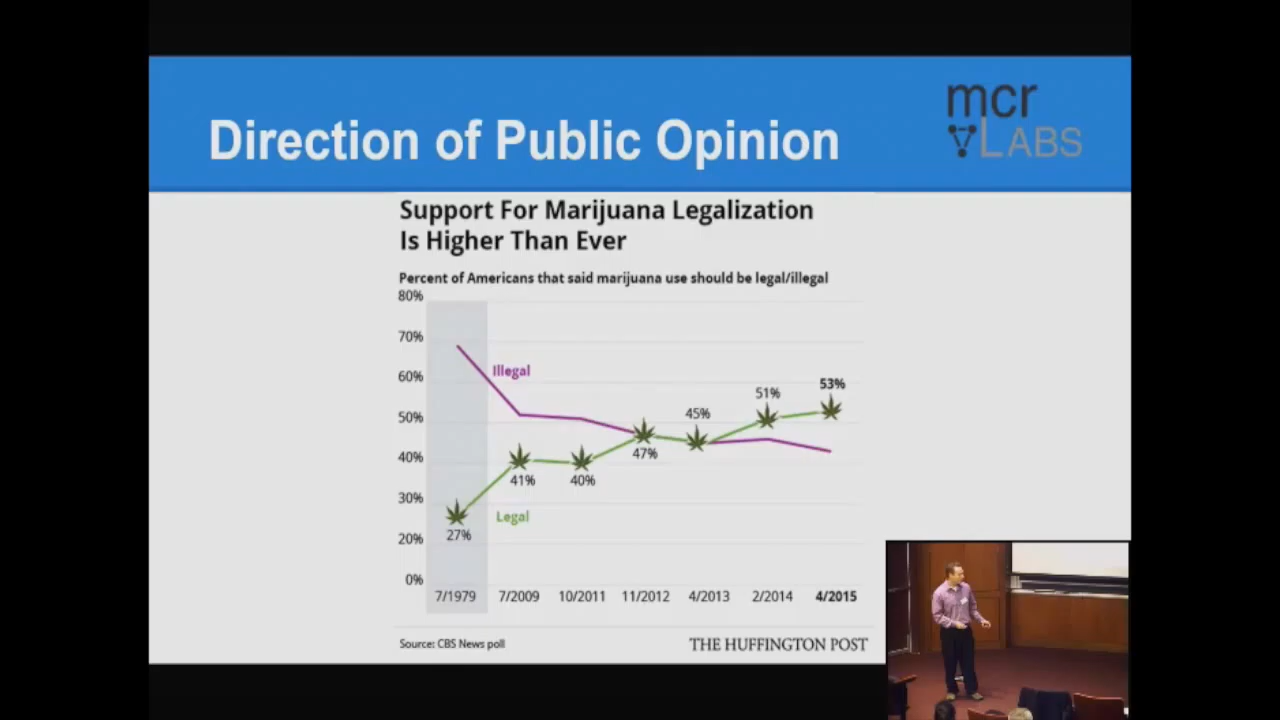 Direction of Public Opinion
mcr
LABS
Support For Marijuana Legalization
Is Higher Than Ever
Percent of Americans that said marijuana use should be legal/illegal
80%
70%
60%
50%
40%
30%
20%
0%
Illegal
Legal
27%
41%
40%
47%
45%
51%
53%
7/1979
7/2009
10/2011
11/2012
4/2013
2/2014
4/2015
Source: CBS News poll
THE HUFFINGTON POST